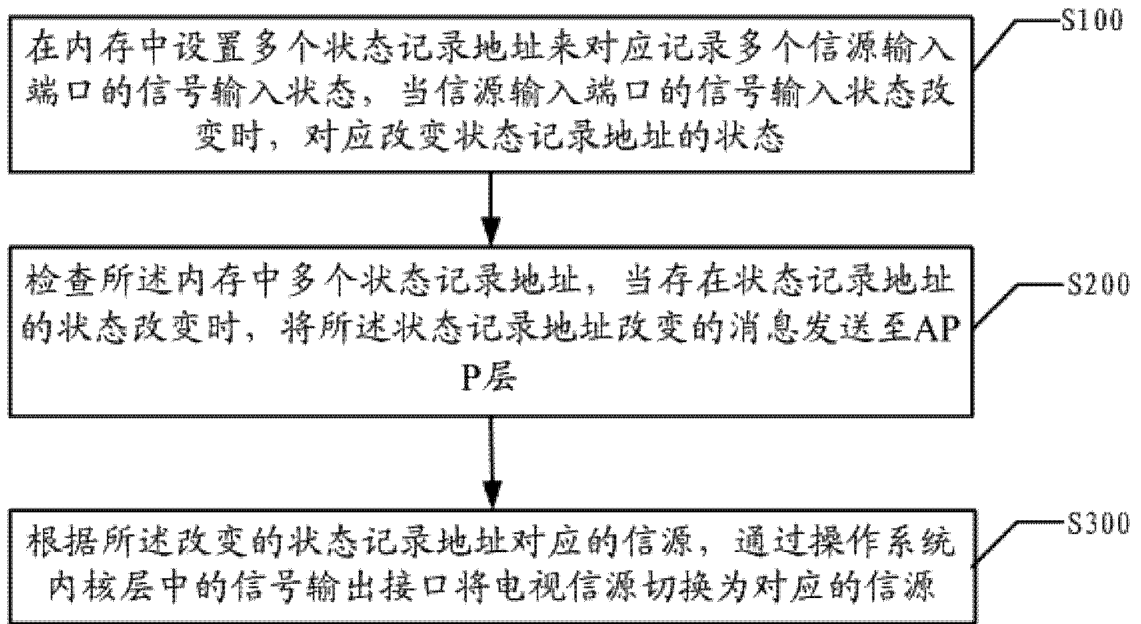 S100
在内存中设置多个状态记录地址来对应记录多个信源输入
端口的信号输入状态，当信源输入端口的信号输入状态改
变时，对应改变状态记录地址的状态
S200
检查所述内存中多个状态记录地址，当存在状态记录地址
的状态改变时，将所述状态记录地址改变的消息发送至AP
P层
S300
根据所述改变的状态记录地址对应的信源，通过操作系统
内核层中的信号输出接口将电视信源切换为对应的信源